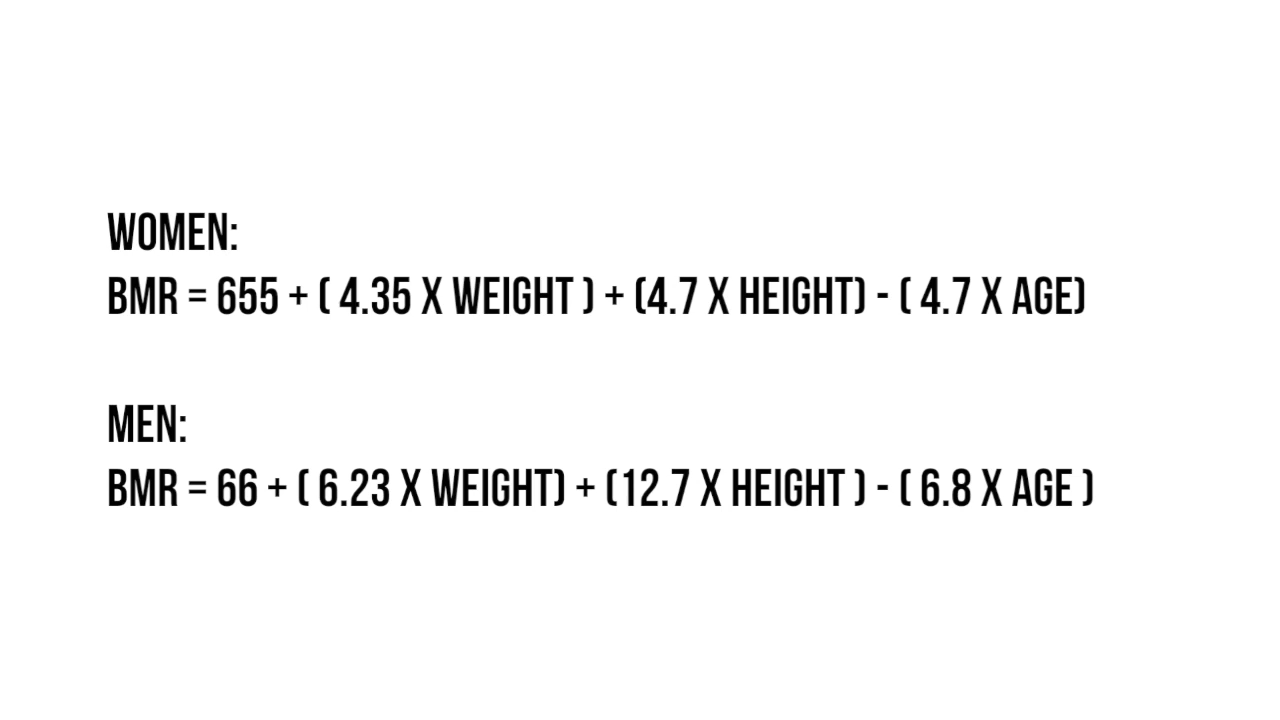 WOMEN:
BMR = 655 + ( 4.35 X WEIGHT ) + (4.7 X HEIGHT) - ( 4.7 X AGE)
MEN:
BMR = 66 + ( 6.23 X WEIGHT) + (12.7 X HEIGHT ) - ( 6.8 X AGE )